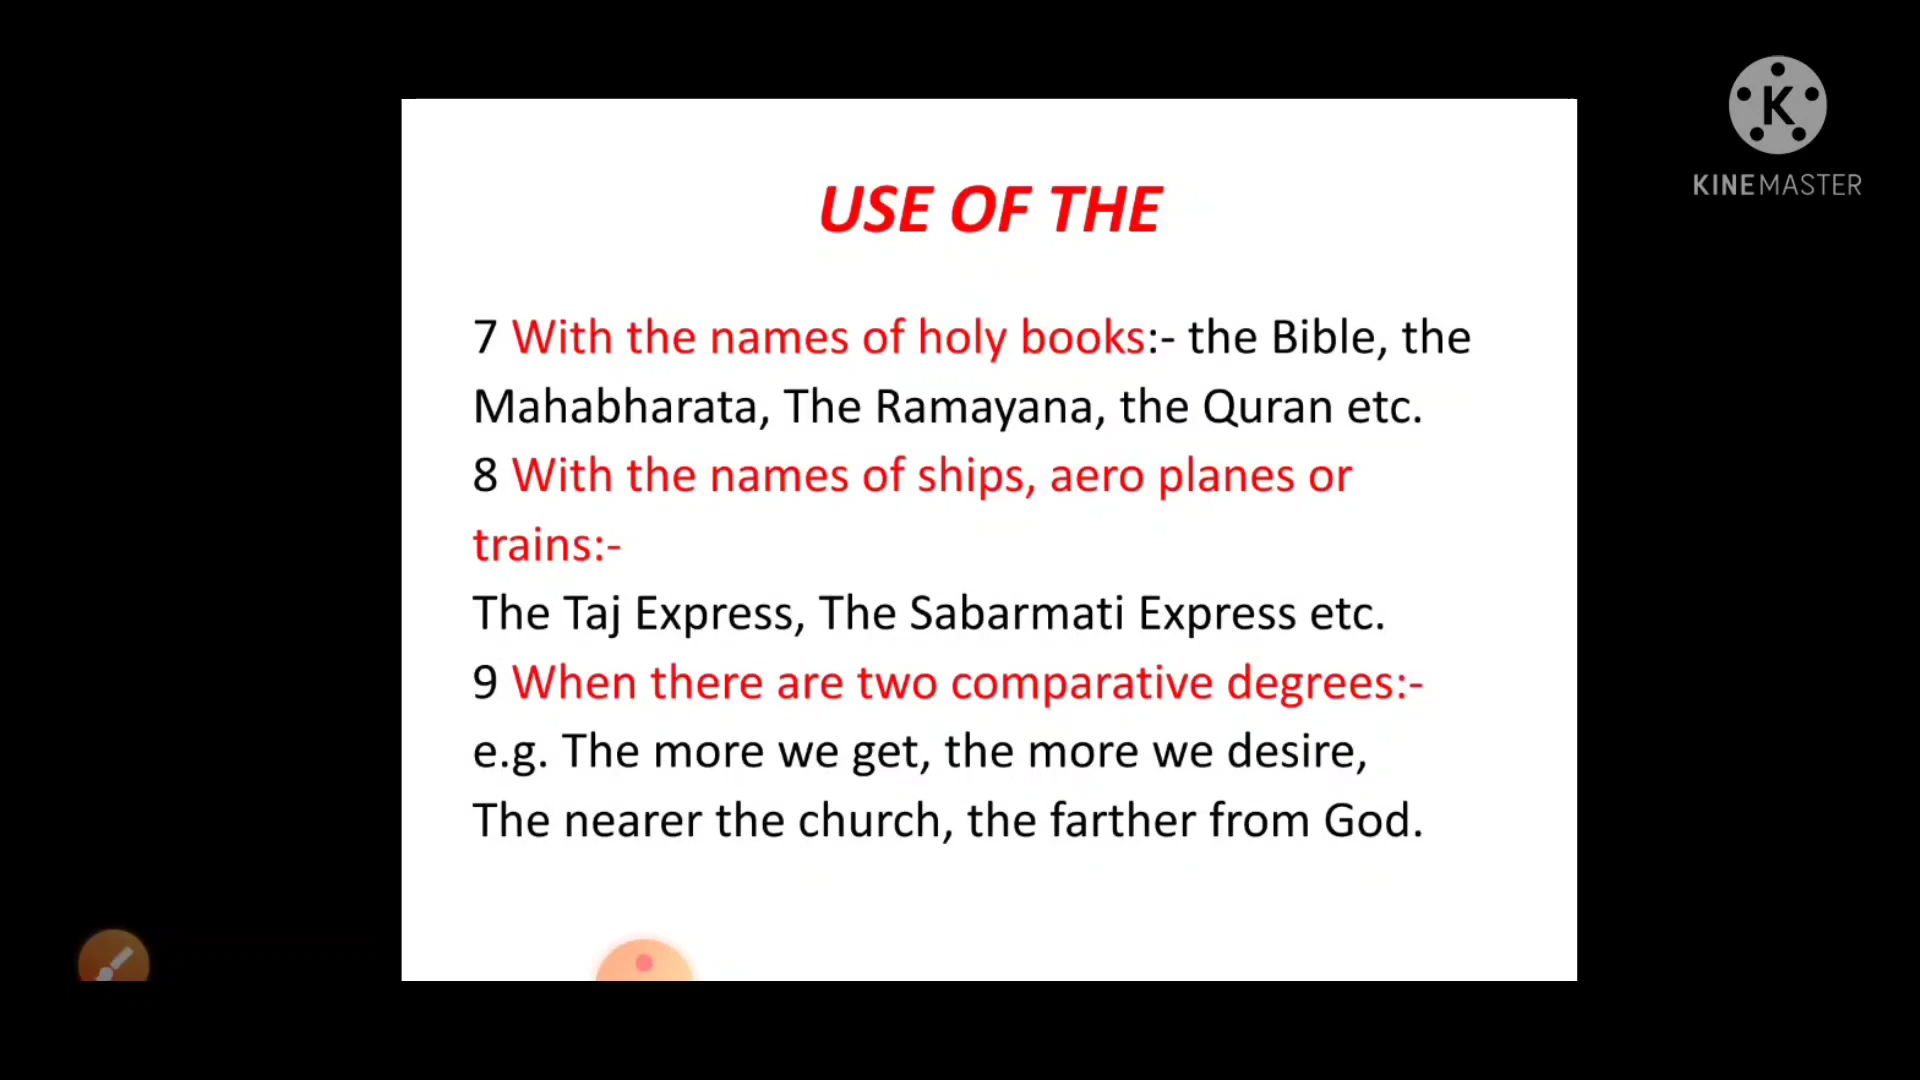 KINEMASTER
USE OF THE
7 With the names of holy books:- the Bible, the
Mahabharata, The Ramayana, the Quran etc.
8 With the names of ships, aero planes or
trains:-
The Taj Express, The Sabarmati Express etc.
9 When there are two comparative degrees:-
e.g. The more we get, the more we desire,
The nearer the church, the farther from God.